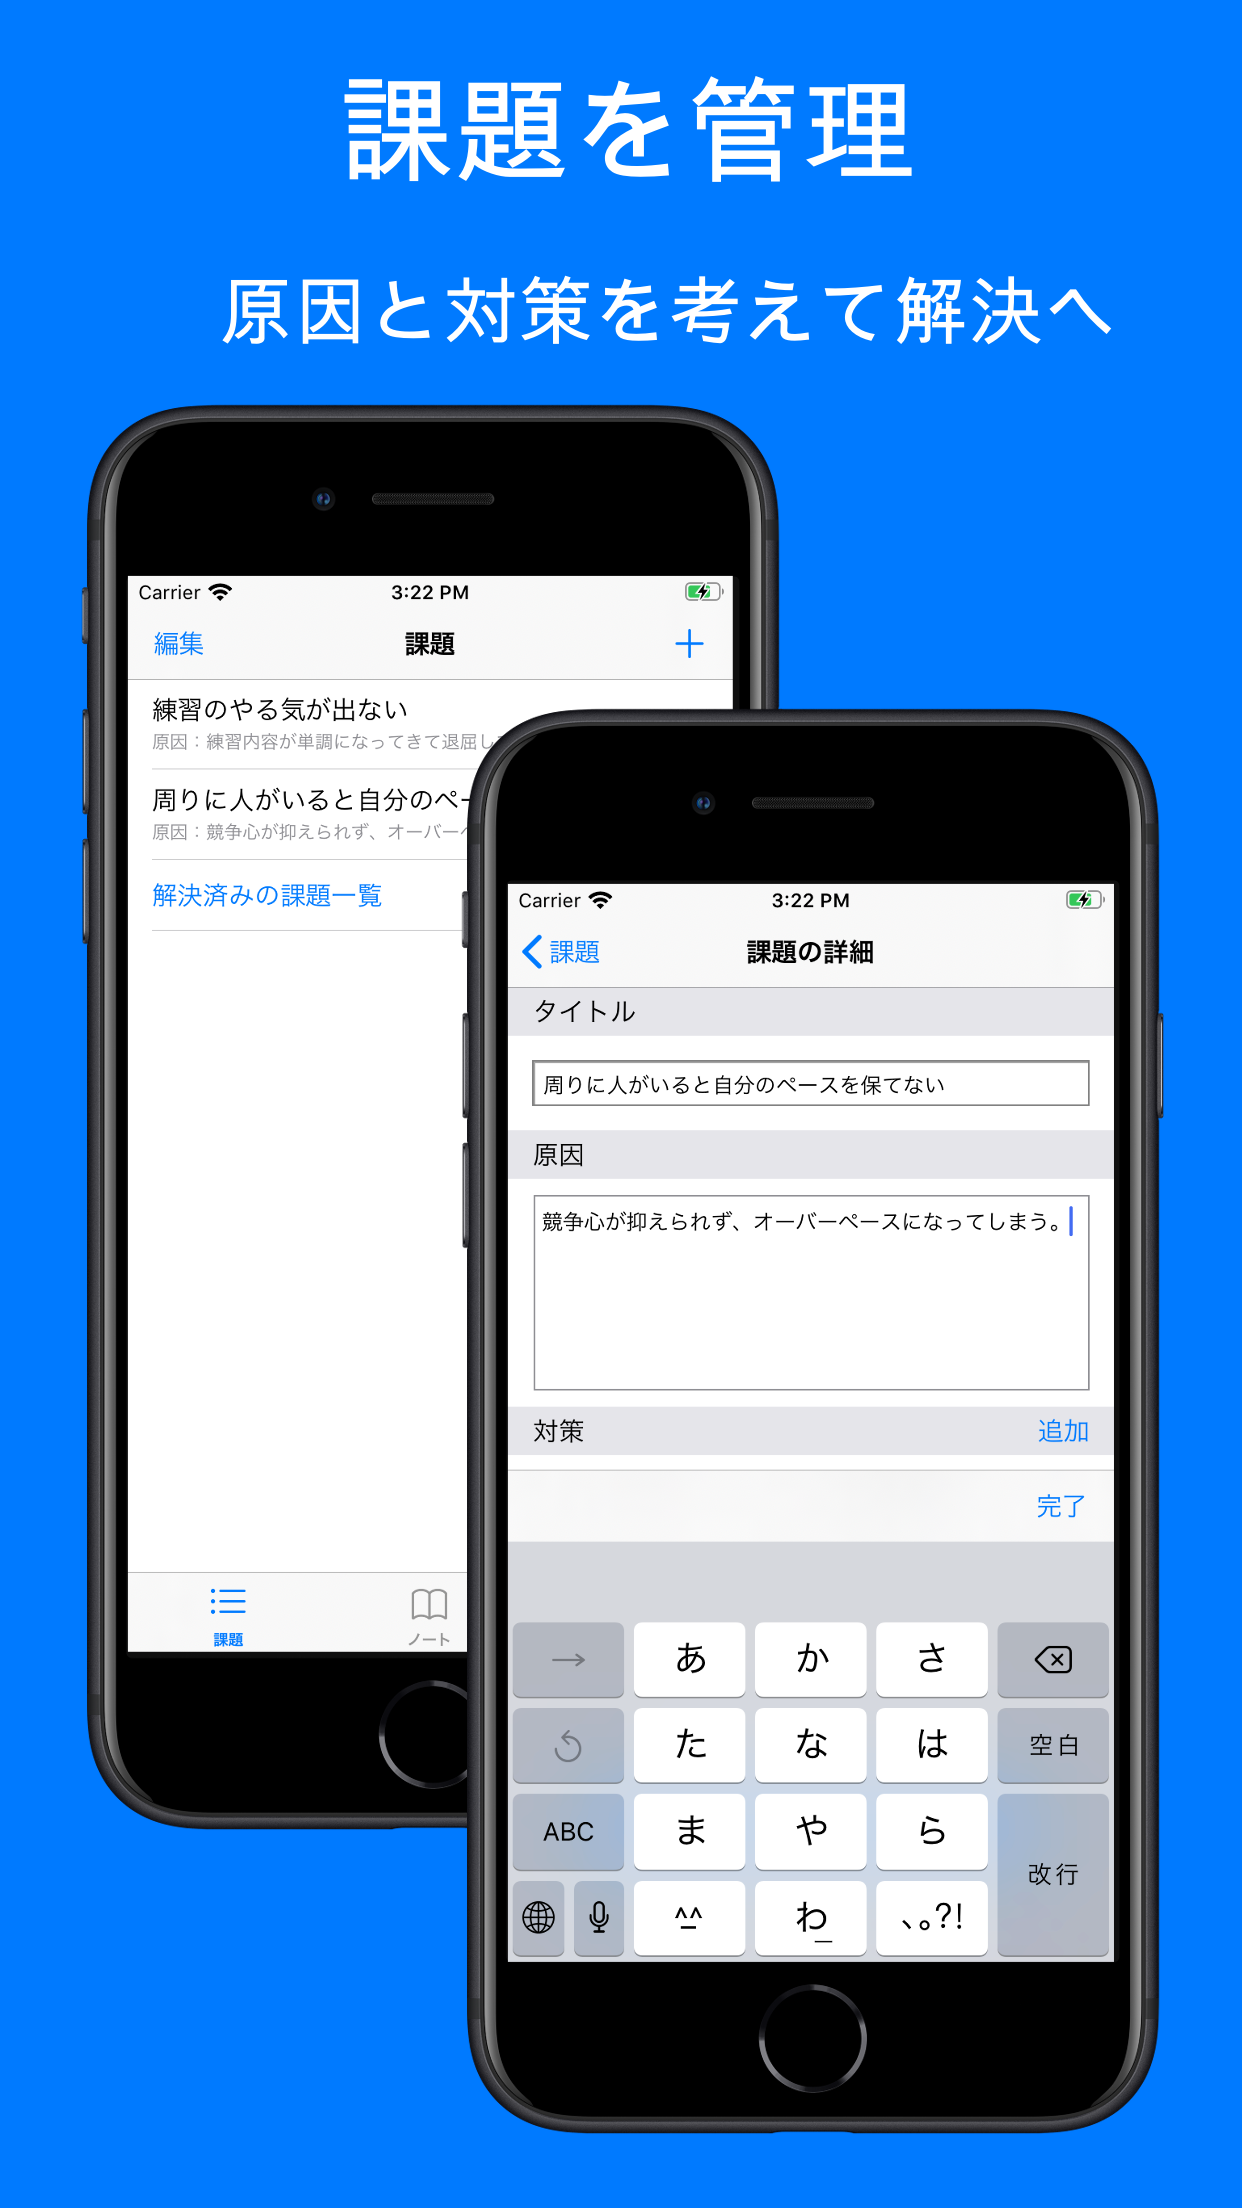 課題を管理
原因と対策を考えて解決へ
Carrier 3:22 PM
編集 課題
練習のやる気が出ない
原因：練習内容が単調になってきて退屈し
周りに人がいると自分のペー
原因：競争心が抑えられず、オーバー
解決済みの課題一覧
課題 ノート
Carrier 3:22 PM
課題 課題の詳細
タイトル
周りに人がいると自分のペースを保てない
原因
競争心が抑えられず、オーバーペースになってしまう。
対策 追加
完了
→ あ か さ
た な は 空白
ABC ま や ら
改行
^_^ わ_ 、。?!